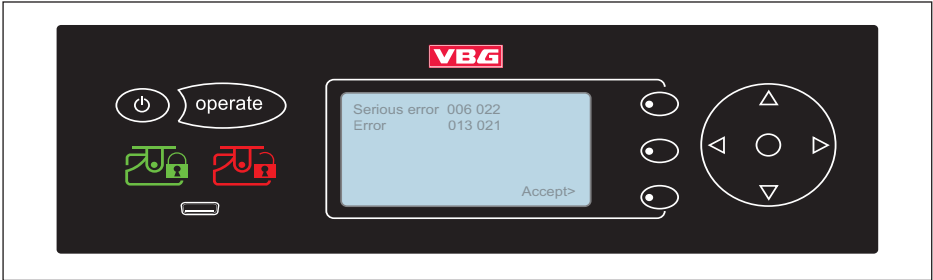 VBG
operate
Serious error 006 022
Error 013 021
Accept>